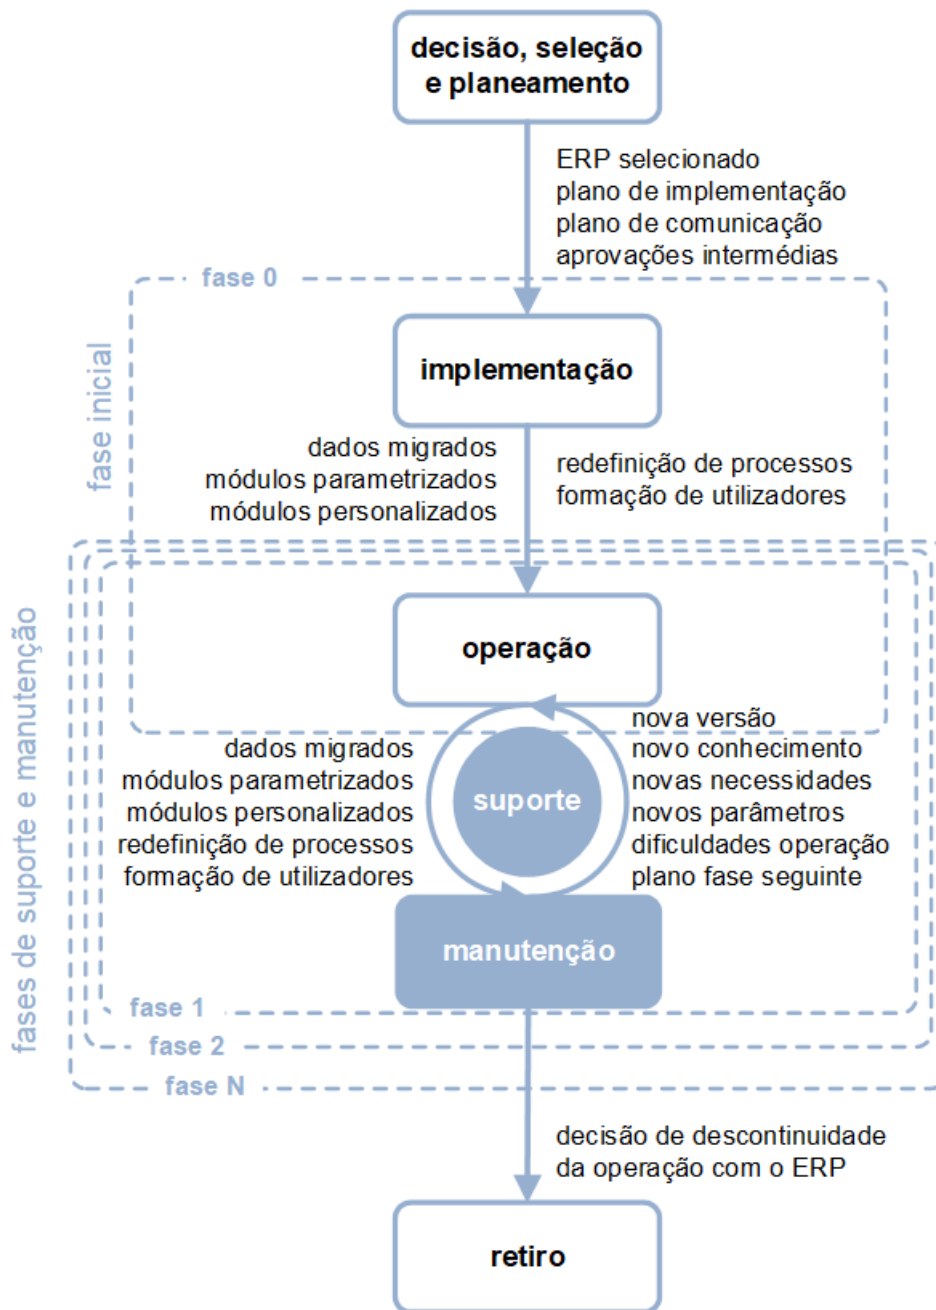 decisão, seleção
e planeamento
ERP selecionado
plano de implementação
plano de comunicação
aprovações intermédias
fase 0
fase inicial
implementação
dados migrados
módulos parametrizados
módulos personalizados
redefinição de processos
formação de utilizadores
fases de suporte e manutenção
operação
dados migrados
módulos parametrizados
módulos personalizados
redefinição de processos
formação de utilizadores
suporte
nova versão
novo conhecimento
novas necessidades
novos parâmetros
dificuldades operação
plano fase seguinte
manutenção
fase 1
fase 2
fase N
decisão de descontinuidade
da operação com o ERP
retiro